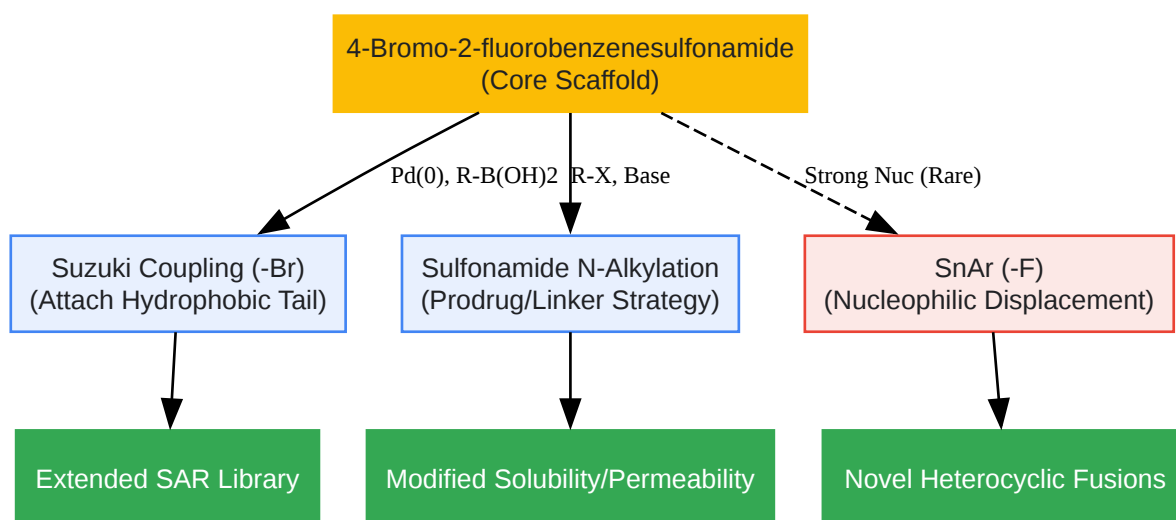 4-Bromo-2-fluorobenzenesulfonamide
(Core Scaffold)
Pd(0), R-B(OH)2
R-X, Base
Strong Nuc (Rare)
Suzuki Coupling (-Br)
(Attach Hydrophobic Tail)
Sulfonamide N-Alkylation
(Prodrug/Linker Strategy)
SnAr (-F)
(Nucleophilic Displacement)
Extended SAR Library
Modified Solubility/Permeability
Novel Heterocyclic Fusions